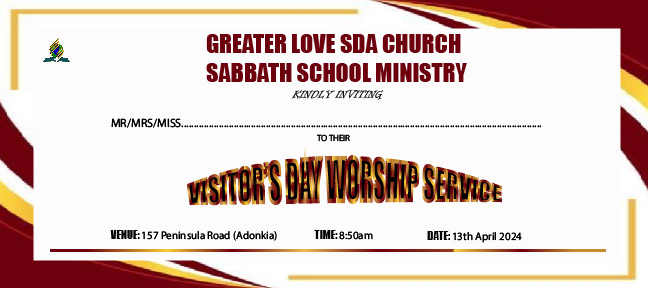 GREATER LOVE SDA CHURCH
SABBATH SCHOOL MINISTRY
KINDLY INVITING
MR/MRS/MISS........................................................................................................................
TO THEIR
VISITOR'S DAY WORSHIP SERVICE
VENUE: 157 Peninsula Road (Adonkia) TIME: 8:50am DATE: 13th April 2024